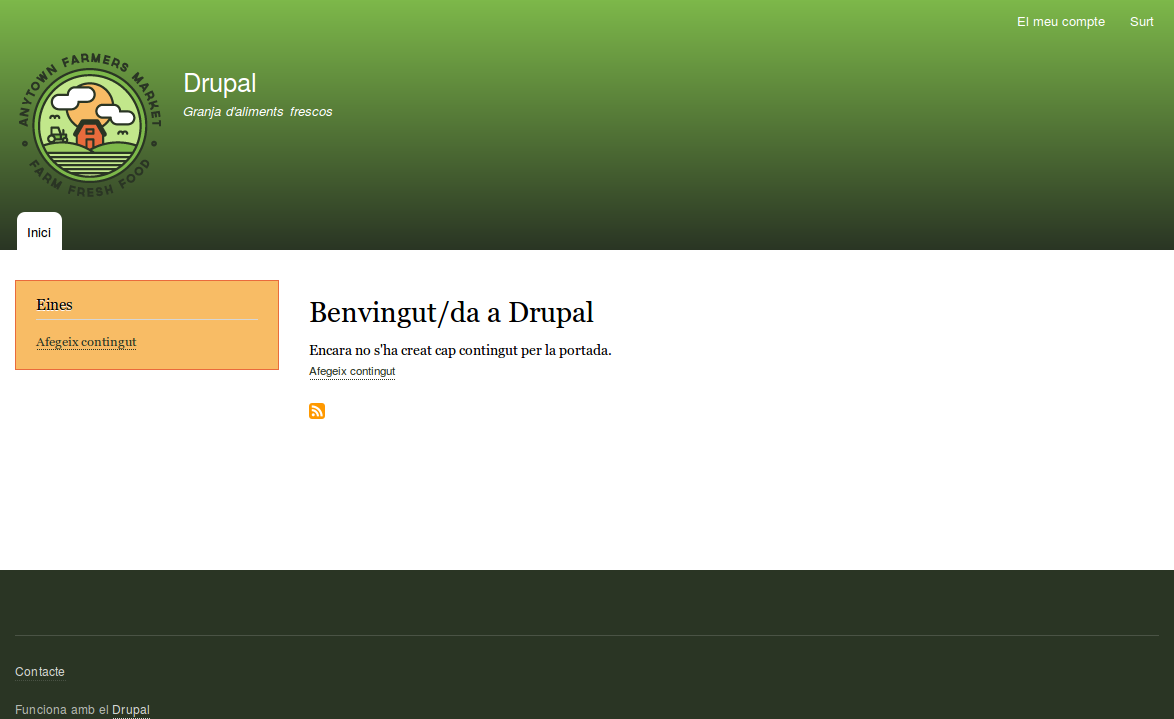 El meu compte
Surt
ANYTOWN FARMERS MARKET
FARM FRESH FOOD
Drupal
Granja d'aliments frescos
Inici
Eines
Afegeix contingut
Benvingut/da a Drupal
Encara no s'ha creat cap contingut per la portada.
Afegeix contingut
Contacte
Funciona amb el Drupal